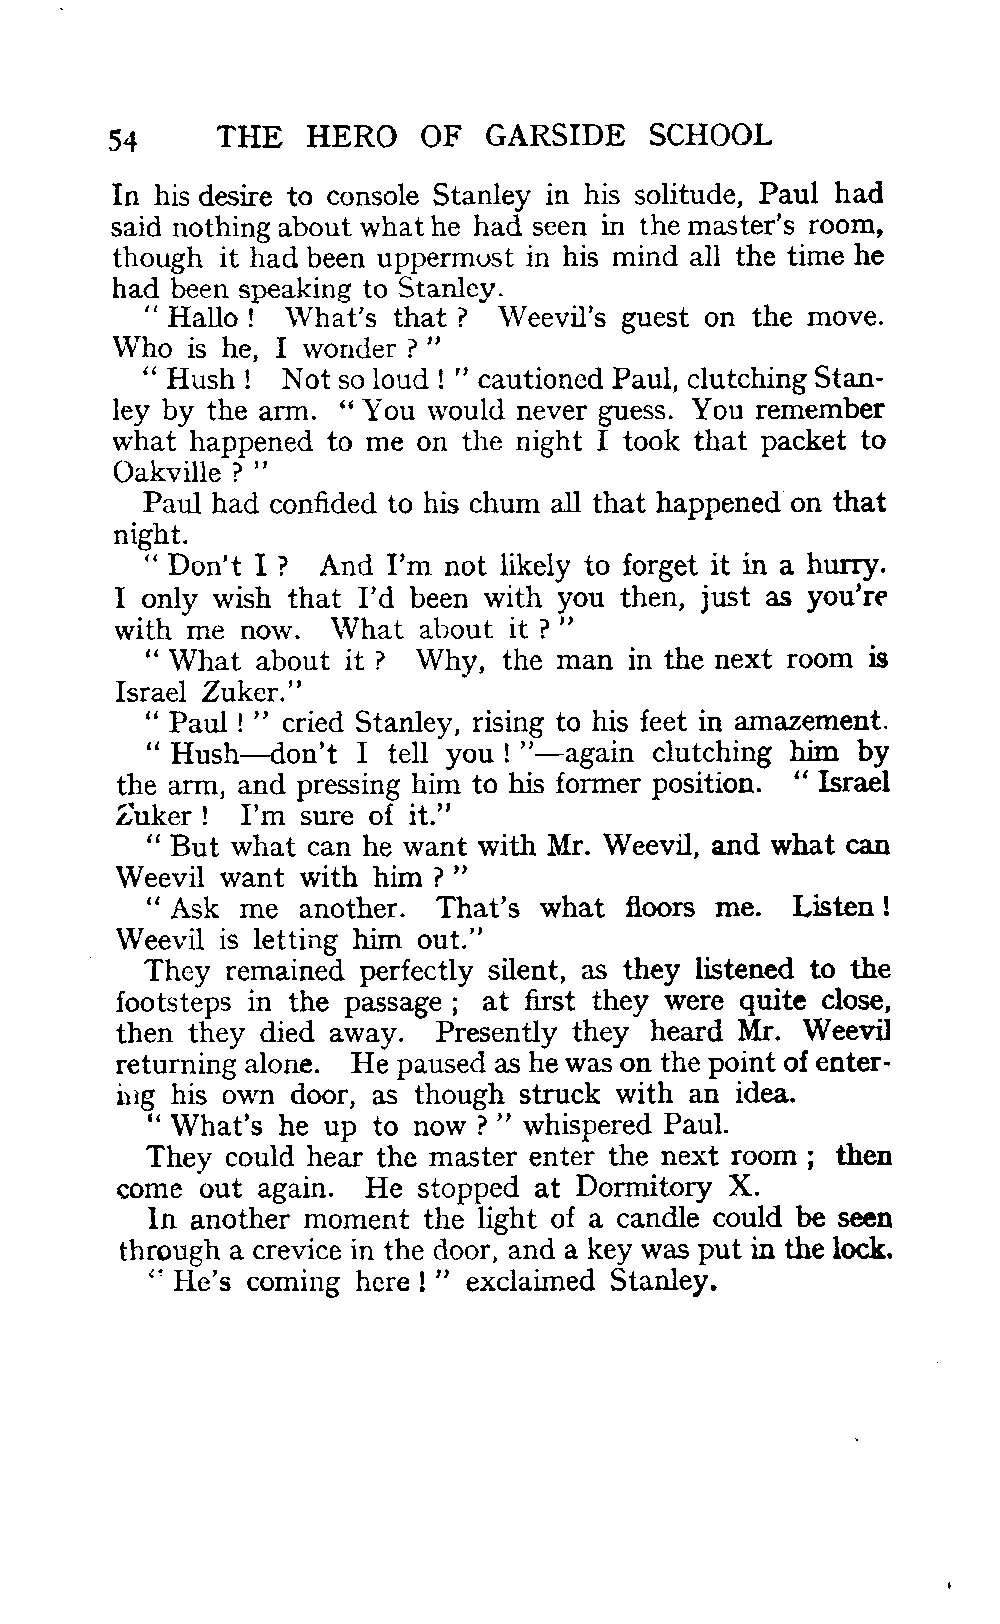 54 THE HERO OF GARSIDE SCHOOL
In his desire to console Stanley in his solitude, Paul had
said nothing about what he had seen in the master's room,
though it had been uppermost in his mind all the time he
had been speaking to Stanley.
" Hallo ! What's that ? Weevil's guest on the move.
Who is he, I wonder ? "
" Hush ! Not so loud ! " cautioned Paul, clutching Stan-
ley by the arm. " You would never guess. You remember
what happened to me on the night I took that packet to
Oakville ? "
Paul had confided to his chum all that happened on that
night.
" Don't I ? And I'm not likely to forget it in a hurry.
I only wish that I'd been with you then, just as you're
with me now. What about it ? "
" What about it ? Why, the man in the next room is
Israel Zuker."
" Paul ! " cried Stanley, rising to his feet in amazement.
" Hush—don't I tell you ! "—again clutching him by
the arm, and pressing him to his former position. " Israel
Zuker ! I'm sure of it."
" But what can he want with Mr. Weevil, and what can
Weevil want with him ? "
" Ask me another. That's what floors me. Listen !
Weevil is letting him out."
They remained perfectly silent, as they listened to the
footsteps in the passage ; at first they were quite close,
then they died away. Presently they heard Mr. Weevil
returning alone. He paused as he was on the point of enter-
ing his own door, as though struck with an idea.
" What's he up to now ? " whispered Paul.
They could hear the master enter the next room ; then
come out again. He stopped at Dormitory X.
In another moment the light of a candle could be seen
through a crevice in the door, and a key was put in the lock.
" He's coming here ! " exclaimed Stanley.